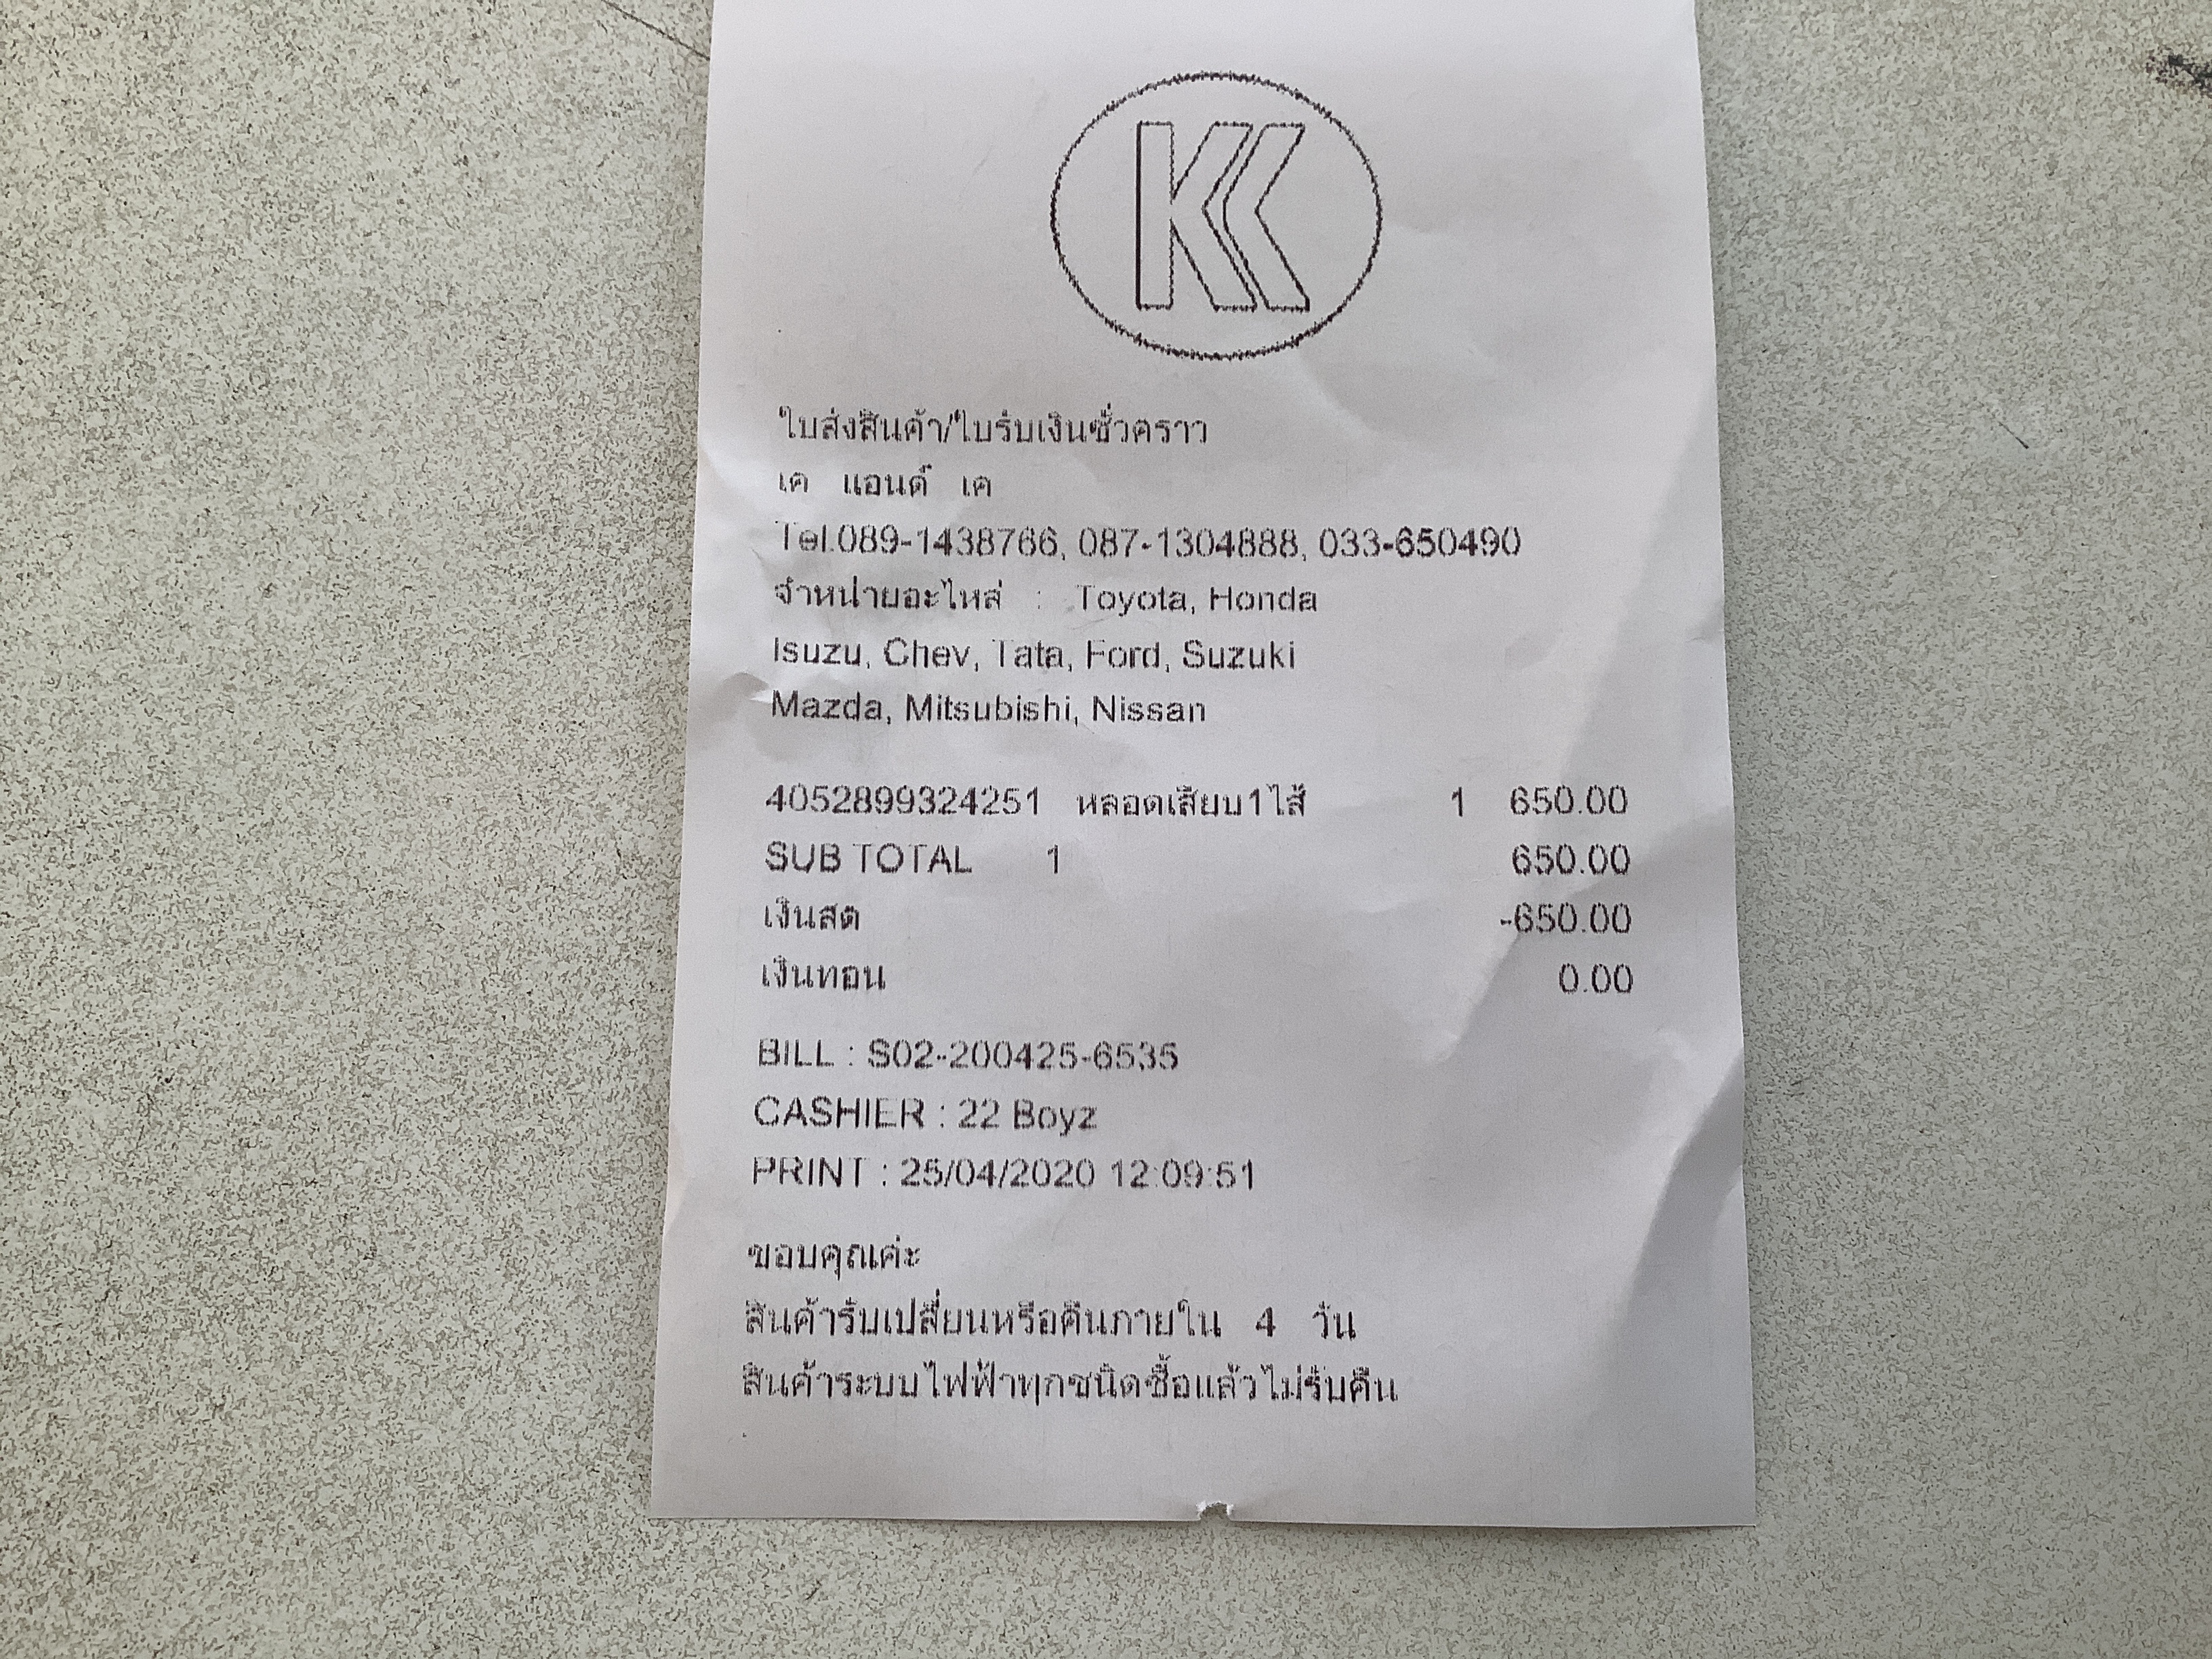 KK
ใบส่งสินค้า/ใบรับเงินชั่วคราว
เค แอนด์ เค
Tel.089-1438766, 087-1304888, 033-650490
จำหน่ายอะไหล่ : Toyota, Honda
Isuzu, Chev, Tata, Ford, Suzuki
Mazda, Mitsubishi, Nissan
4052899324251 หลอดเสียบ1ไส้ 1 650.00
SUB TOTAL 1 650.00
เงินสด -650.00
เงินทอน 0.00
BILL : S02-200425-6535
CASHIER : 22 Boyz
PRINT : 25/04/2020 12:09:51
ขอบคุณค่ะ
สินค้ารับเปลี่ยนหรือคืนภายใน 4 วัน
สินค้าระบบไฟฟ้าทุกชนิดซื้อแล้วไม่รับคืน